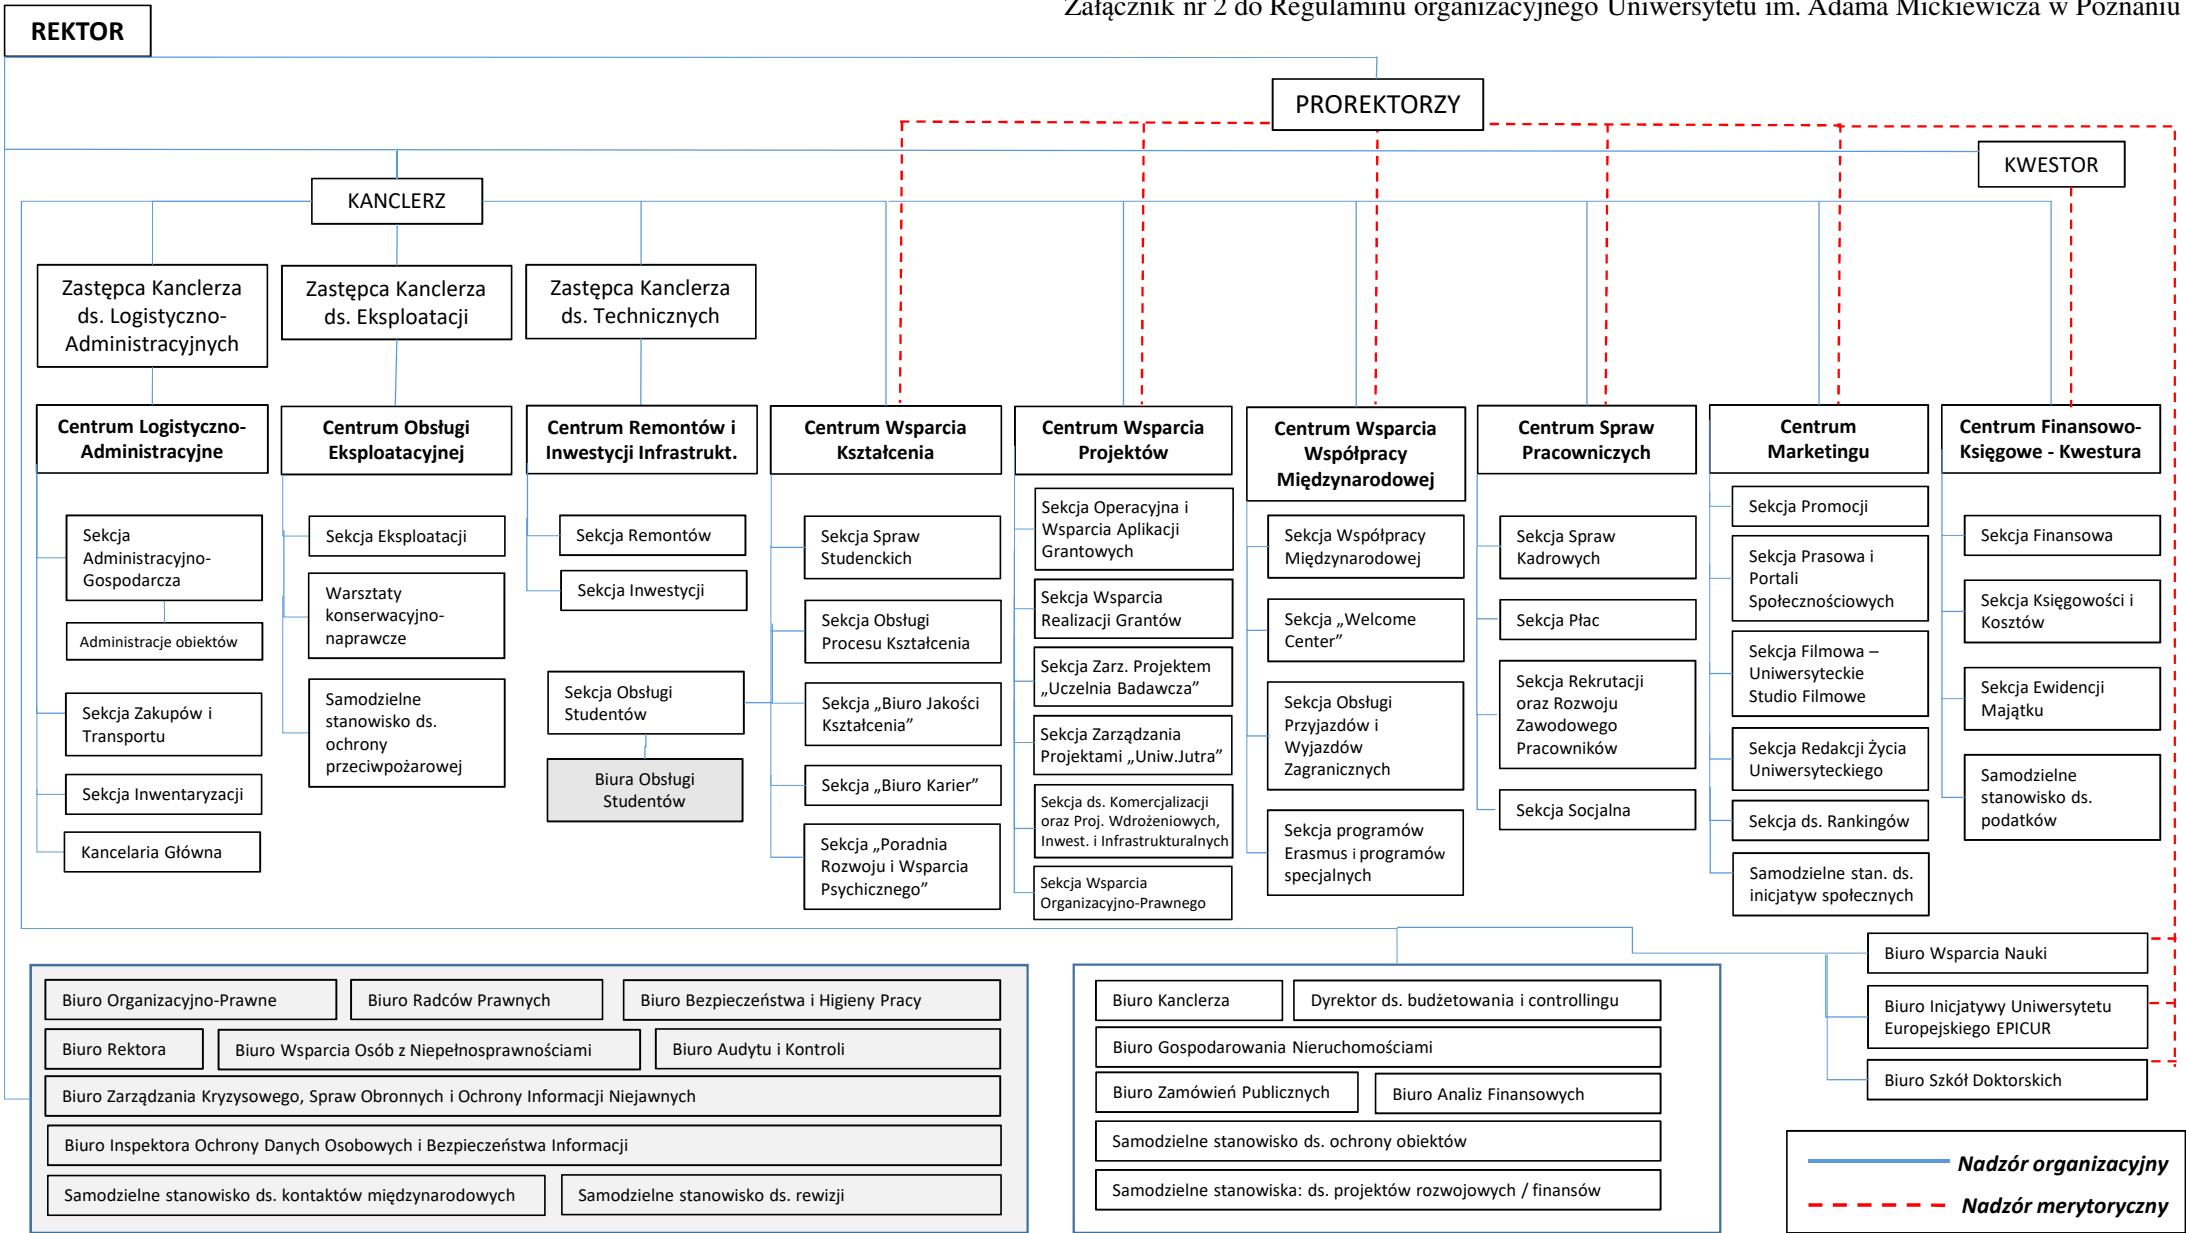 Załącznik nr 2 do Regulaminu organizacyjnego Uniwersytetu im. Adama Mickiewicza w Poznaniu
REKTOR
PROREKTORZY
KWESTOR
KANCLERZ
Zastępca Kanclerza
ds. Logistyczno-
Administracyjnych
Zastępca Kanclerza
ds. Eksploatacji
Zastępca Kanclerza
ds. Technicznych
Centrum Logistyczno-
Administracyjne
Sekcja
Administracyjno-
Gospodarcza
Administracje obiektów
Sekcja Zakupów i
Transportu
Sekcja Inwentaryzacji
Kancelaria Główna
Centrum Obsługi
Eksploatacyjnej
Sekcja Eksploatacji
Warsztaty
konserwacyjno-
naprawcze
Samodzielne
stanowisko ds.
ochrony
przeciwpożarowej
Centrum Remontów i
Inwestycji Infrastrukt.
Sekcja Remontów
Sekcja Inwestycji
Sekcja Obsługi
Studentów
Biura Obsługi
Studentów
Centrum Wsparcia
Kształcenia
Sekcja Spraw
Studenckich
Sekcja Obsługi
Procesu Kształcenia
Sekcja „Biuro Jakości
Kształcenia”
Sekcja „Biuro Karier”
Sekcja „Poradnia
Rozwoju i Wsparcia
Psychicznego”
Centrum Wsparcia
Projektów
Sekcja Operacyjna i
Wsparcia Aplikacji
Grantowych
Sekcja Wsparcia
Realizacji Grantów
Sekcja Zarz. Projektem
„Uczelnia Badawcza”
Sekcja Zarządzania
Projektami „Uniw.Jutra”
Sekcja ds. Komercjalizacji
oraz Proj. Wdrożeniowych,
Inwest. i Infrastrukturalnych
Sekcja Wsparcia
Organizacyjno-Prawnego
Centrum Wsparcia
Współpracy
Międzynarodowej
Sekcja Współpracy
Międzynarodowej
Sekcja „Welcome
Center”
Sekcja Obsługi
Przyjazdów i
Wyjazdów
Zagranicznych
Sekcja programów
Erasmus i programów
specjalnych
Centrum Spraw
Pracowniczych
Sekcja Spraw
Kadrowych
Sekcja Płac
Sekcja Rekrutacji
oraz Rozwoju
Zawodowego
Pracowników
Sekcja Socjalna
Centrum
Marketingu
Sekcja Promocji
Sekcja Prasowa i
Portali
Społecznościowych
Sekcja Filmowa –
Uniwersyteckie
Studio Filmowe
Sekcja Redakcji Życia
Uniwersyteckiego
Sekcja ds. Rankingów
Samodzielne stan. ds.
inicjatyw społecznych
Centrum Finansowo-
Księgowe - Kwestura
Sekcja Finansowa
Sekcja Księgowości i
Kosztów
Sekcja Ewidencji
Majątku
Samodzielne
stanowisko ds.
podatków
Biuro Organizacyjno-Prawne
Biuro Radców Prawnych
Biuro Bezpieczeństwa i Higieny Pracy
Biuro Rektora
Biuro Wsparcia Osób z Niepełnosprawnościami
Biuro Audytu i Kontroli
Biuro Zarządzania Kryzysowego, Spraw Obronnych i Ochrony Informacji Niejawnych
Biuro Inspektora Ochrony Danych Osobowych i Bezpieczeństwa Informacji
Samodzielne stanowisko ds. kontaktów międzynarodowych
Samodzielne stanowisko ds. rewizji
Biuro Kanclerza
Dyrektor ds. budżetowania i controllingu
Biuro Gospodarowania Nieruchomościami
Biuro Zamówień Publicznych
Biuro Analiz Finansowych
Samodzielne stanowisko ds. ochrony obiektów
Samodzielne stanowiska: ds. projektów rozwojowych / finansów
Biuro Wsparcia Nauki
Biuro Inicjatywy Uniwersytetu
Europejskiego EPICUR
Biuro Szkół Doktorskich
Nadzór organizacyjny
Nadzór merytoryczny